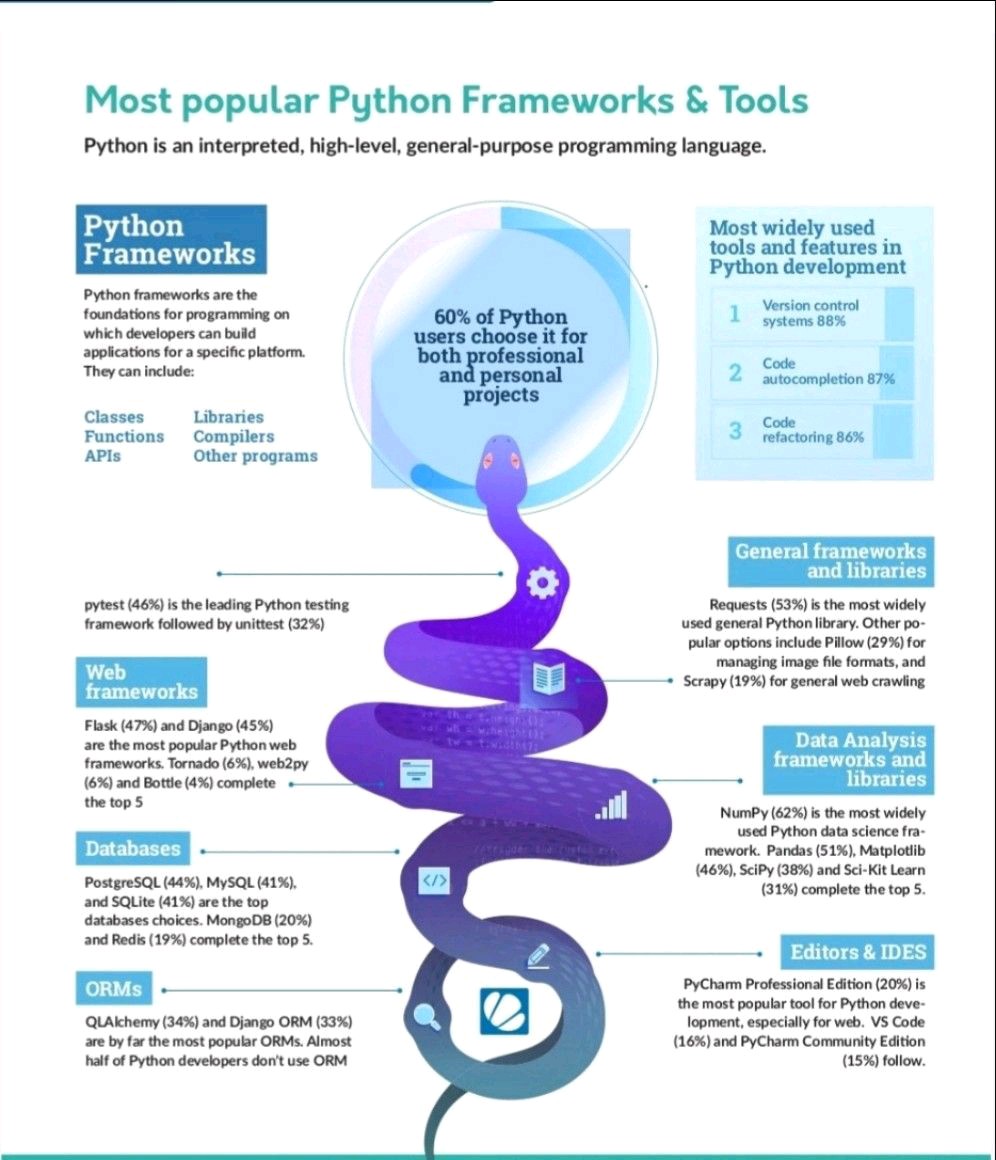 Most popular Python Frameworks & Tools
Python is an interpreted, high-level, general-purpose programming language.
Python
Frameworks
Python frameworks are the
foundations for programming on
which developers can build
applications for a specific platform.
They can include:
Classes
Functions
APIs
Libraries
Compilers
Other programs
60% of Python
users choose it for
both professional
and personal
projects
Most widely used
tools and features in
Python development
1
Version control
systems 88%
2
Code
autocompletion 87%
3
Code
refactoring 86%
pytest (46%) is the leading Python testing
framework followed by unittest (32%)
General frameworks
and libraries
Requests (53%) is the most widely
used general Python library. Other po-
pular options include Pillow (29%) for
managing image file formats, and
Scrapy (19%) for general web crawling
Web
frameworks
Flask (47%) and Django (45%)
are the most popular Python web
frameworks. Tornado (6%), web2py
(6%) and Bottle (4%) complete
the top 5
Data Analysis
frameworks and
libraries
NumPy (62%) is the most widely
used Python data science fra-
mework. Pandas (51%), Matplotlib
(46%), SciPy (38%) and Sci-Kit Learn
(31%) complete the top 5.
Databases
PostgreSQL (44%), MySQL (41%),
and SQLite (41%) are the top
databases choices. MongoDB (20%)
and Redis (19%) complete the top 5.
</>
Editors & IDES
PyCharm Professional Edition (20%) is
the most popular tool for Python deve-
lopment, especially for web. VS Code
(16%) and PyCharm Community Edition
(15%) follow.
ORMs
QLAlchemy (34%) and Django ORM (33%)
are by far the most popular ORMs. Almost
half of Python developers don't use ORM